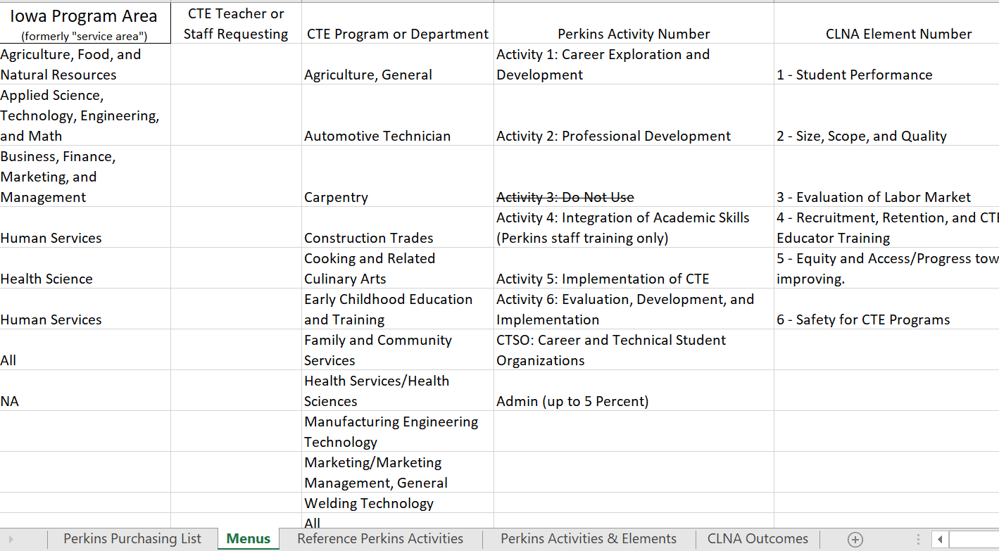 Iowa Program Area
(formerly "service area")
CTE Teacher or
Staff Requesting
CTE Program or Department
Perkins Activity Number
CLNA Element Number
Agriculture, Food, and
Natural Resources
Agriculture, General
Activity 1: Career Exploration and
Development
1 - Student Performance
Applied Science,
Technology, Engineering,
and Math
Automotive Technician
Activity 2: Professional Development
2 - Size, Scope, and Quality
Business, Finance,
Marketing, and
Management
Carpentry
Activity 3: Do Not Use
3 - Evaluation of Labor Market
Human Services
Construction Trades
Activity 4: Integration of Academic Skills
(Perkins staff training only)
4 - Recruitment, Retention, and CTE
Educator Training
Health Science
Cooking and Related
Culinary Arts
Activity 5: Implementation of CTE
5 - Equity and Access/Progress tow
improving.
Human Services
Early Childhood Education
and Training
Activity 6: Evaluation, Development, and
Implementation
6 - Safety for CTE Programs
All
Family and Community
Services
CTSO: Career and Technical Student
Organizations
NA
Health Services/Health
Sciences
Admin (up to 5 Percent)
Manufacturing Engineering
Technology
Marketing/Marketing
Management, General
Welding Technology
All
Perkins Purchasing List
Menus
Reference Perkins Activities
Perkins Activities & Elements
CLNA Outcomes